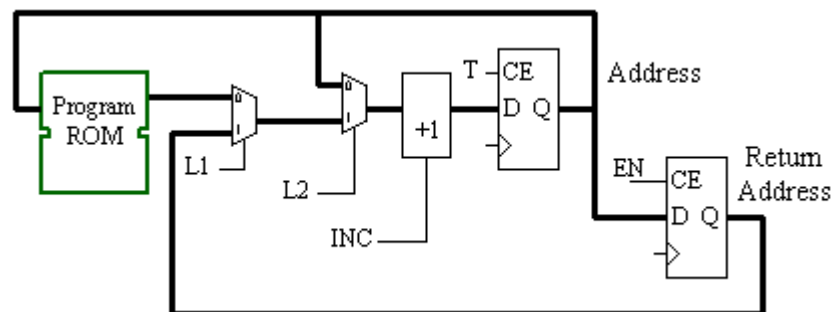 Program
ROM
0
1
L1
0
1
L2
+1
INC
T
CE
D Q
Address
EN
CE
D Q
Return
Address